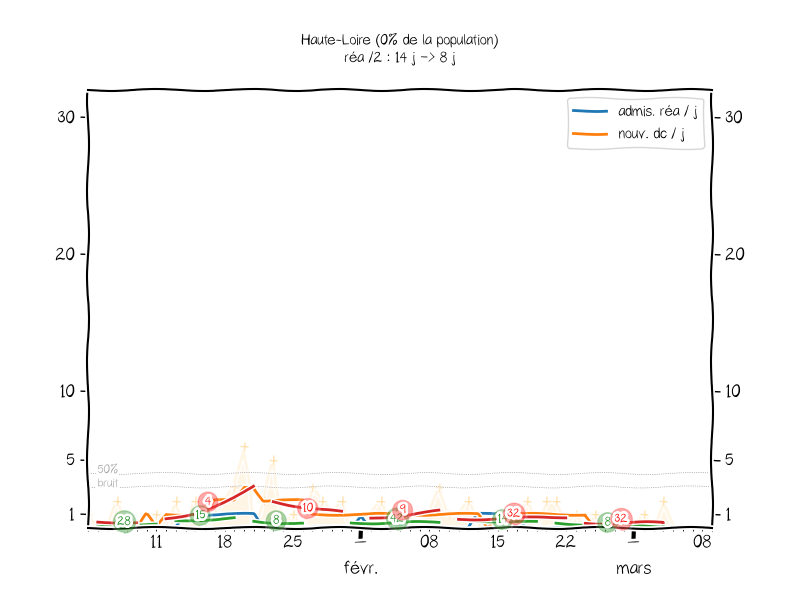 Haute-Loire (0% de la population)
réa /2 : 14 j -> 8 j
admis. réa / j
nouv. dc / j
30 30
20 20
10 10
5 5
1 1
50%
bruit
28 15 4 8 10 9 32 8 32
11 18 25 1 08 15 22 1 08
févr. mars